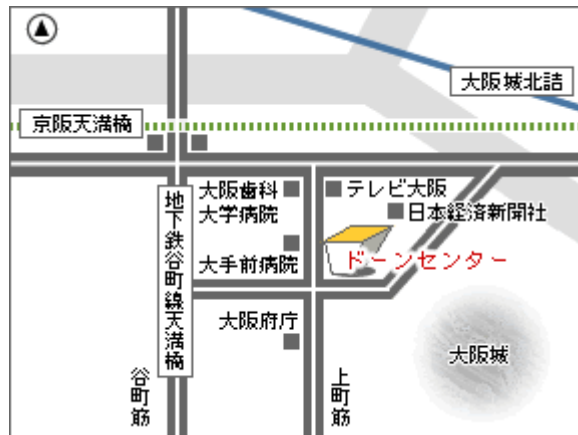 大阪城北詰
京阪天満橋
大阪歯科
大学病院
テレビ大阪
日本経済新聞社
地下鉄谷町線天満橋
大手前病院
ドーンセンター
大阪府庁
大阪城
谷町筋
上町筋